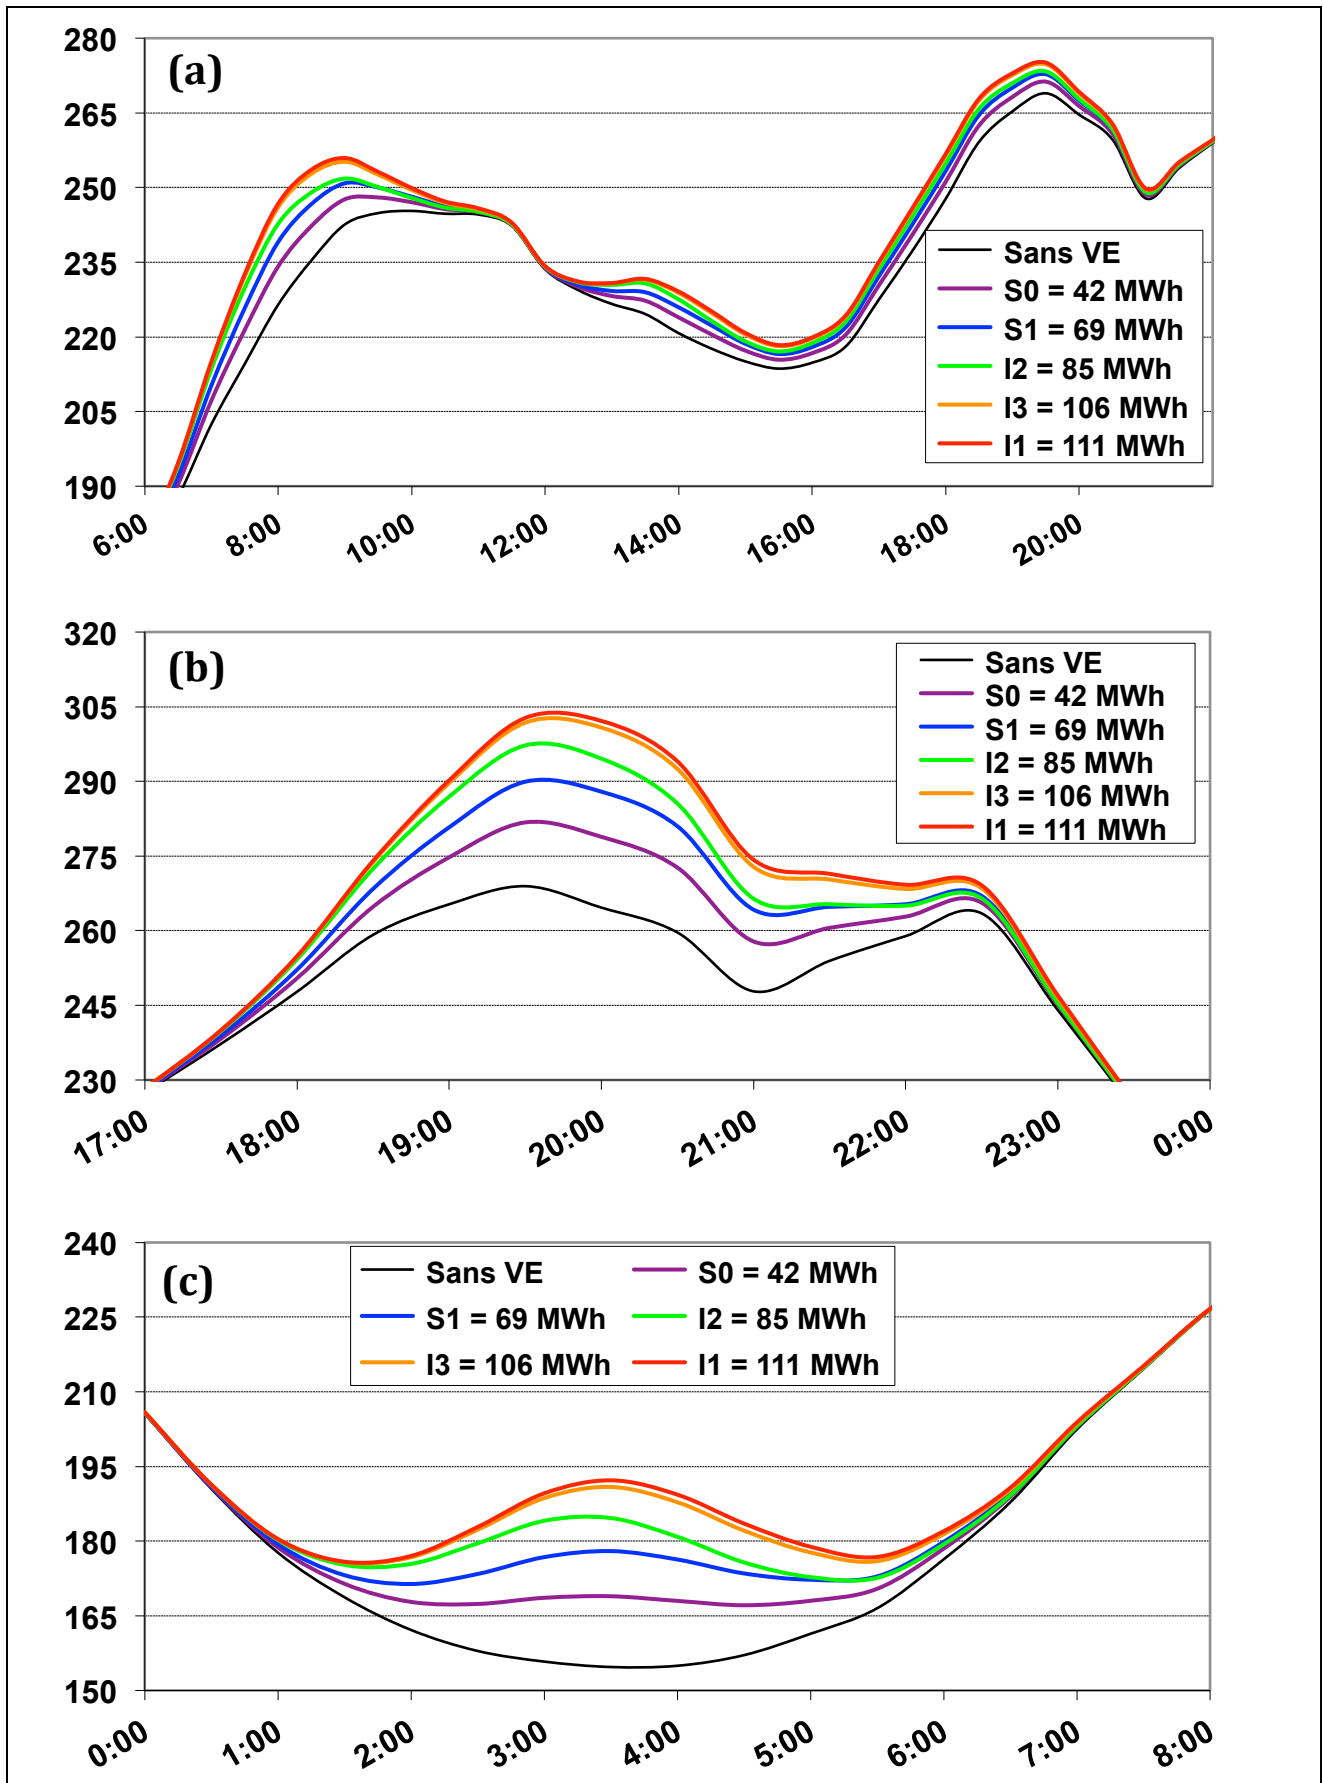 (a)
280
265
250
235
220
205
190
Sans VE
S0 = 42 MWh
S1 = 69 MWh
I2 = 85 MWh
I3 = 106 MWh
I1 = 111 MWh
6:00 8:00 10:00 12:00 14:00 16:00 18:00 20:00
(b)
320
305
290
275
260
245
230
Sans VE
S0 = 42 MWh
S1 = 69 MWh
I2 = 85 MWh
I3 = 106 MWh
I1 = 111 MWh
17:00 18:00 19:00 20:00 21:00 22:00 23:00 0:00
(c)
240
225
210
195
180
165
150
Sans VE S0 = 42 MWh
S1 = 69 MWh I2 = 85 MWh
I3 = 106 MWh I1 = 111 MWh
0:00 1:00 2:00 3:00 4:00 5:00 6:00 7:00 8:00